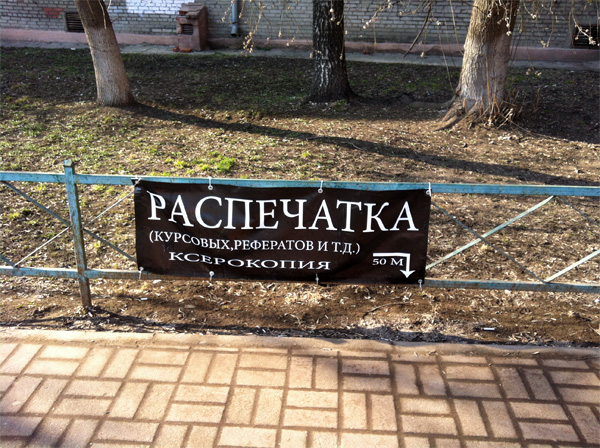 РАСПЕЧАТКА
(КУРСОВЫХ,РЕФЕРАТОВ И Т.Д.)
КСЕРОКОПИЯ 50 М